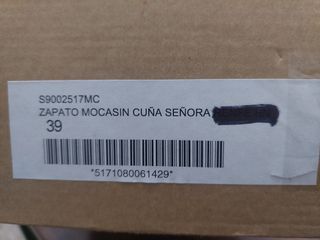 S9002517MC
ZAPATO MOCASIN CUÑA SEÑORA
39
*5171080061429*